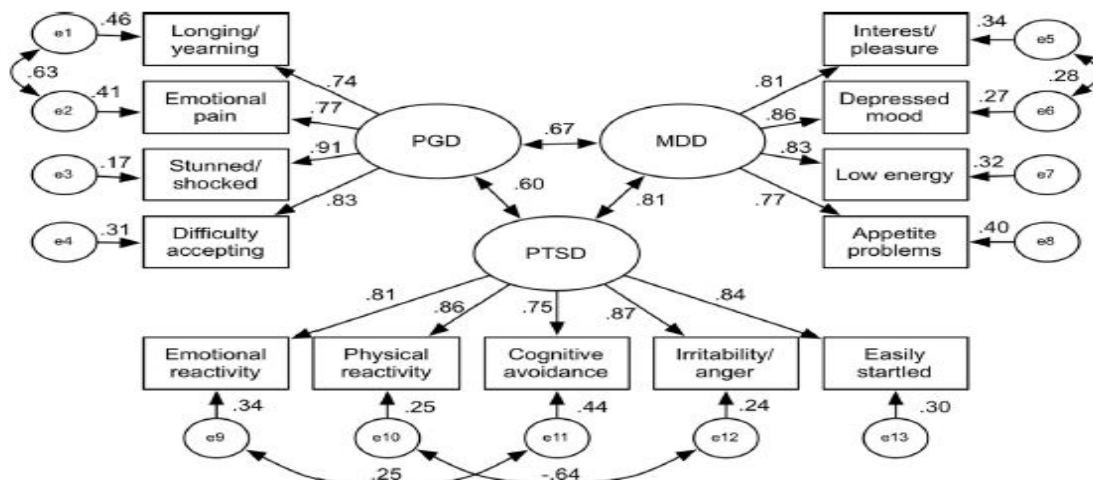 e1
.46
Longing/
yearning
.63
e2
.41
Emotional
pain
e3
.17
Stunned/
shocked
e4
.31
Difficulty
accepting
.74
.77
.91
.83
PGD
.67
MDD
.60
.81
PTSD
.81
.86
.83
.77
Interest/
pleasure
.34
e5
.28
Depressed
mood
.27
e6
Low energy
.32
e7
Appetite
problems
.40
e8
.81
.86
.75
.87
.84
Emotional
reactivity
Physical
reactivity
Cognitive
avoidance
Irritability/
anger
Easily
startled
.34
.25
.44
.24
.30
e9
e10
e11
e12
e13
.25
-.64